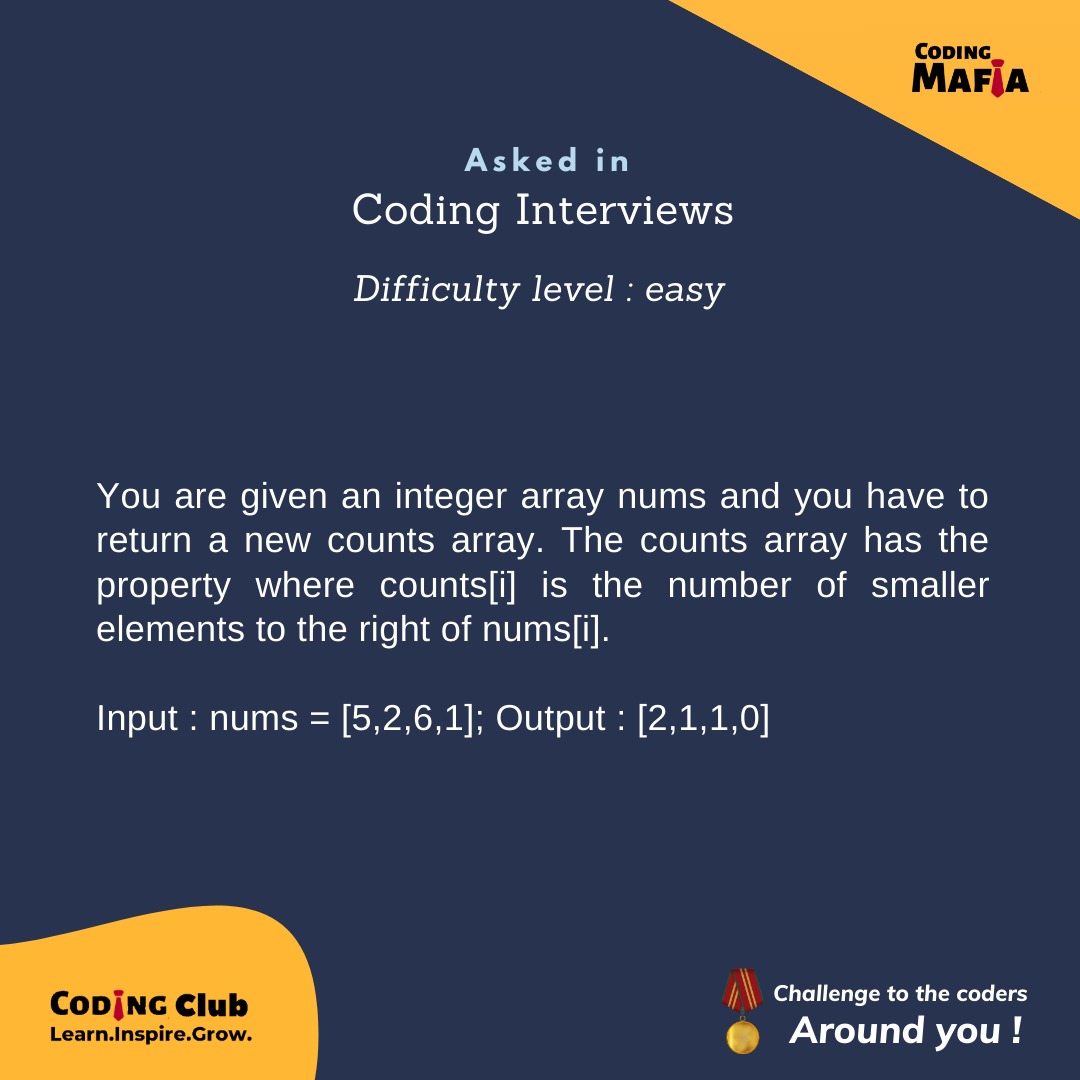 CODING
MAFIA
Asked in
Coding Interviews
Difficulty level : easy
You are given an integer array nums and you have to
return a new counts array. The counts array has the
property where counts[i] is the number of smaller
elements to the right of nums[i].
Input : nums = [5,2,6,1]; Output : [2,1,1,0]
CODING Club
Learn.Inspire.Grow.
Challenge to the coders
Around you !